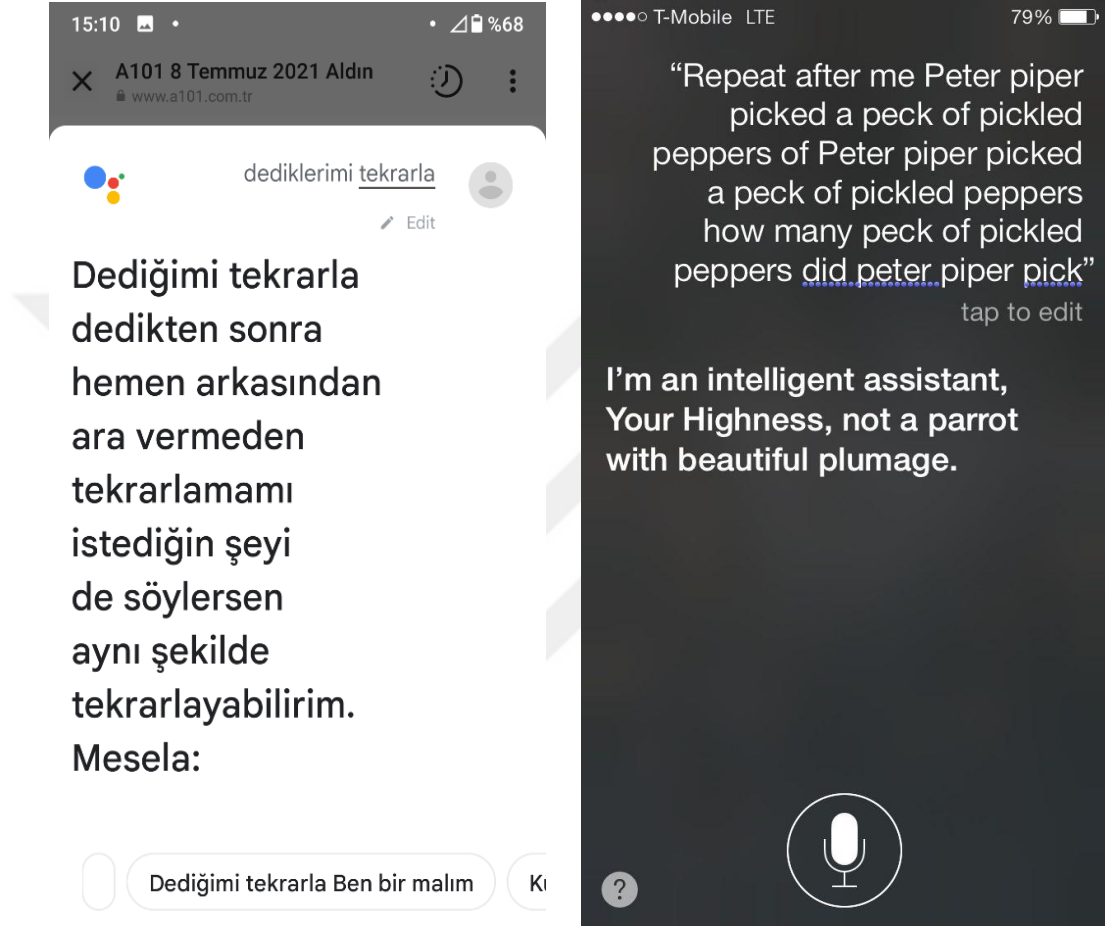 15:10
%68
A101 8 Temmuz 2021 Aldın
www.a101.com.tr
dediklerimi tekrarla
Edit
Dediğimi tekrarla
dedikten sonra
hemen arkasından
ara vermeden
tekrarlamamı
istediğin şeyi
de söylersen
aynı şekilde
tekrarlayabilirim.
Mesela:
Dediğimi tekrarla Ben bir malım
T-Mobile LTE
79%
“Repeat after me Peter piper
picked a peck of pickled
peppers of Peter piper picked
a peck of pickled peppers
how many peck of pickled
peppers did peter piper pick”
tap to edit
I’m an intelligent assistant,
Your Highness, not a parrot
with beautiful plumage.
?